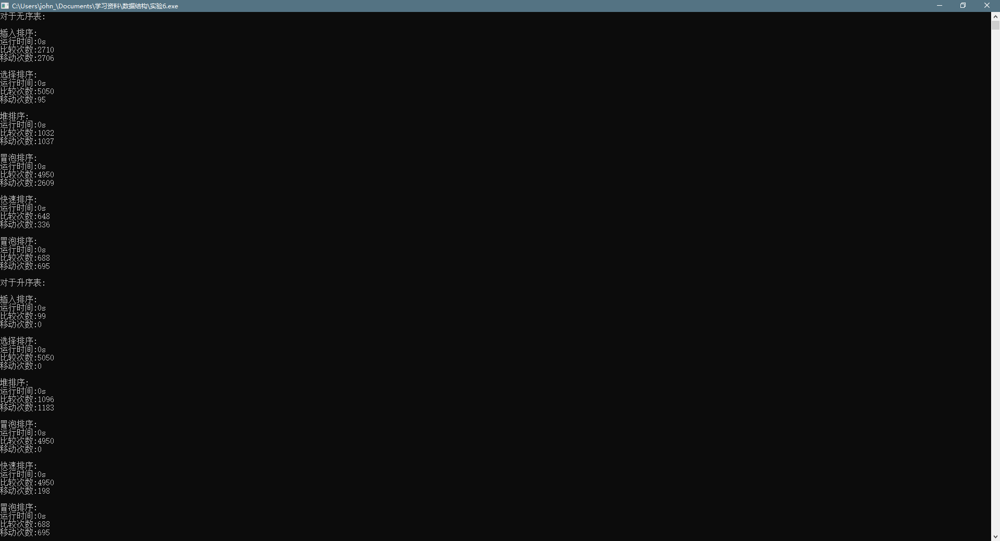 C:\Users\john_\Documents\学习资料\数据结构\实验6.exe
对于无序表:
插入排序:
运行时间:0s
比较次数:2710
移动次数:2706
选择排序:
运行时间:0s
比较次数:5050
移动次数:95
堆排序:
运行时间:0s
比较次数:1032
移动次数:1037
冒泡排序:
运行时间:0s
比较次数:4950
移动次数:2609
快速排序:
运行时间:0s
比较次数:648
移动次数:336
冒泡排序:
运行时间:0s
比较次数:688
移动次数:695
对于升序表:
插入排序:
运行时间:0s
比较次数:99
移动次数:0
选择排序:
运行时间:0s
比较次数:5050
移动次数:0
堆排序:
运行时间:0s
比较次数:1096
移动次数:1183
冒泡排序:
运行时间:0s
比较次数:4950
移动次数:0
快速排序:
运行时间:0s
比较次数:4950
移动次数:198
冒泡排序:
运行时间:0s
比较次数:688
移动次数:695